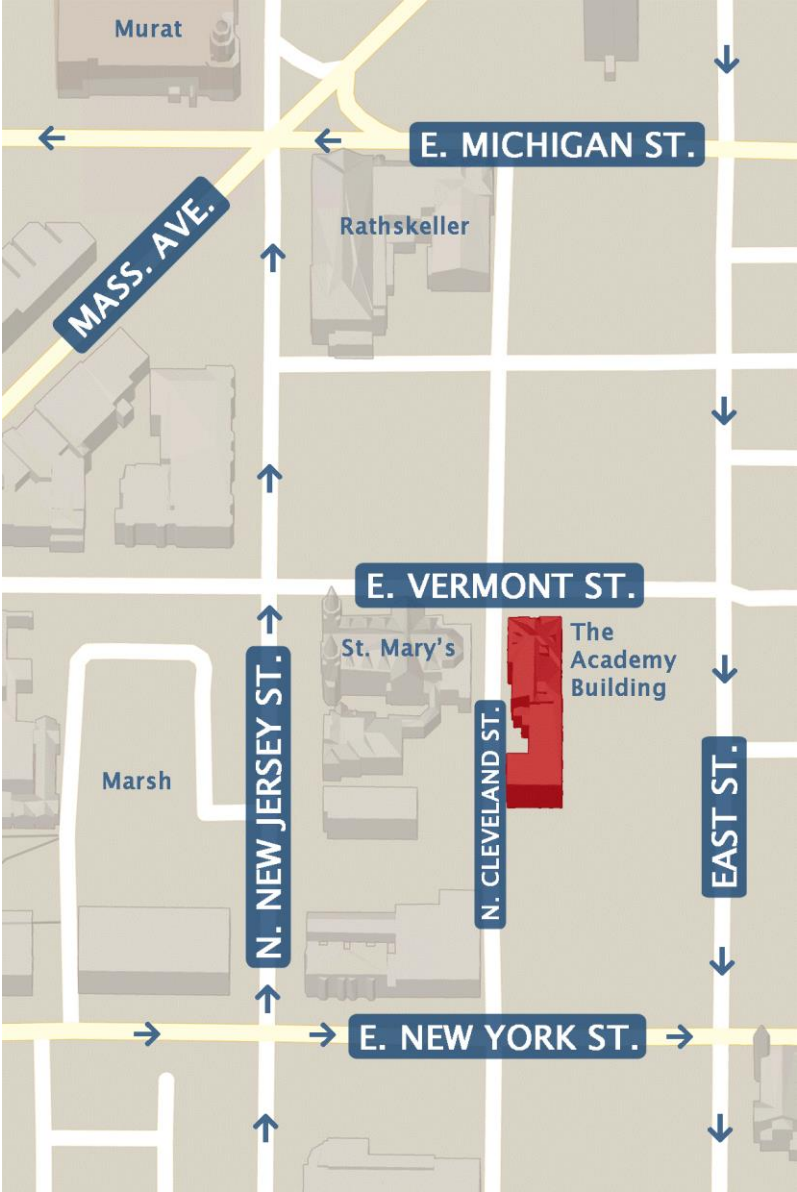 Murat
E. MICHIGAN ST.
MASS. AVE.
Rathskeller
E. VERMONT ST.
St. Mary's
The
Academy
Building
N. NEW JERSEY ST.
Marsh
N. CLEVELAND ST.
EAST ST.
E. NEW YORK ST.